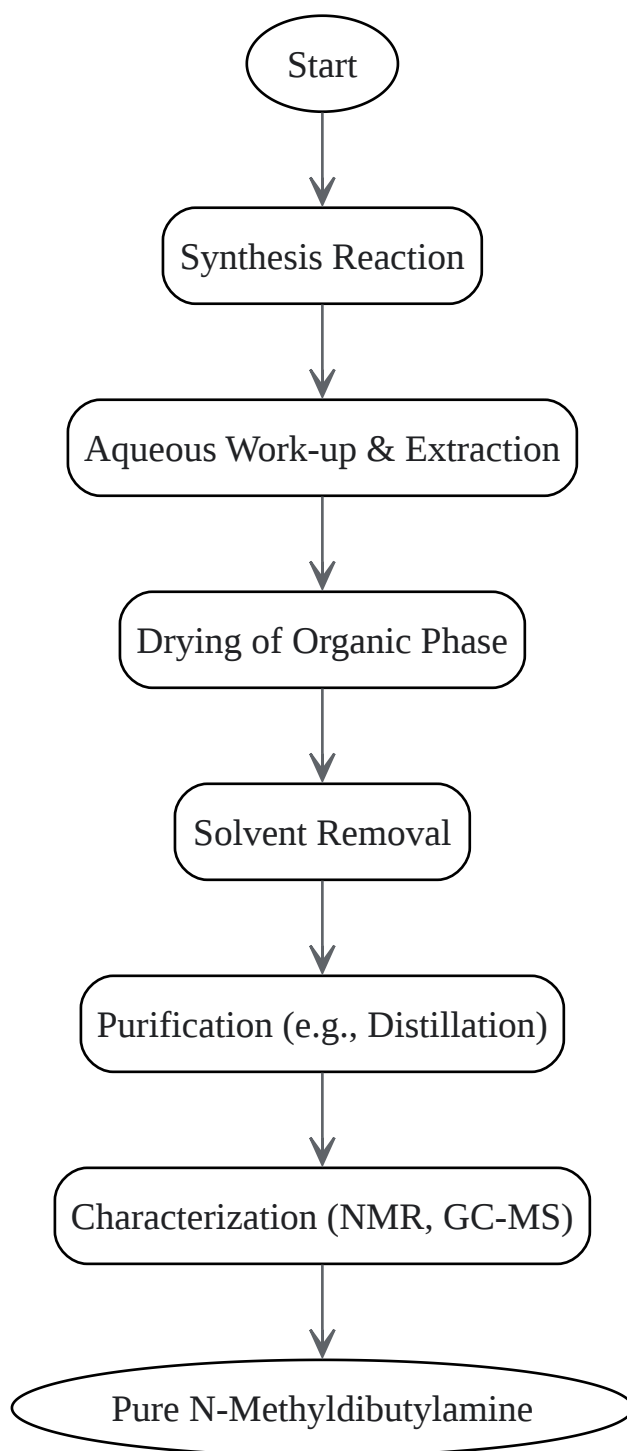 Start
Synthesis Reaction
Aqueous Work-up & Extraction
Drying of Organic Phase
Solvent Removal
Purification (e.g., Distillation)
Characterization (NMR, GC-MS)
Pure N-Methyldibutylamine